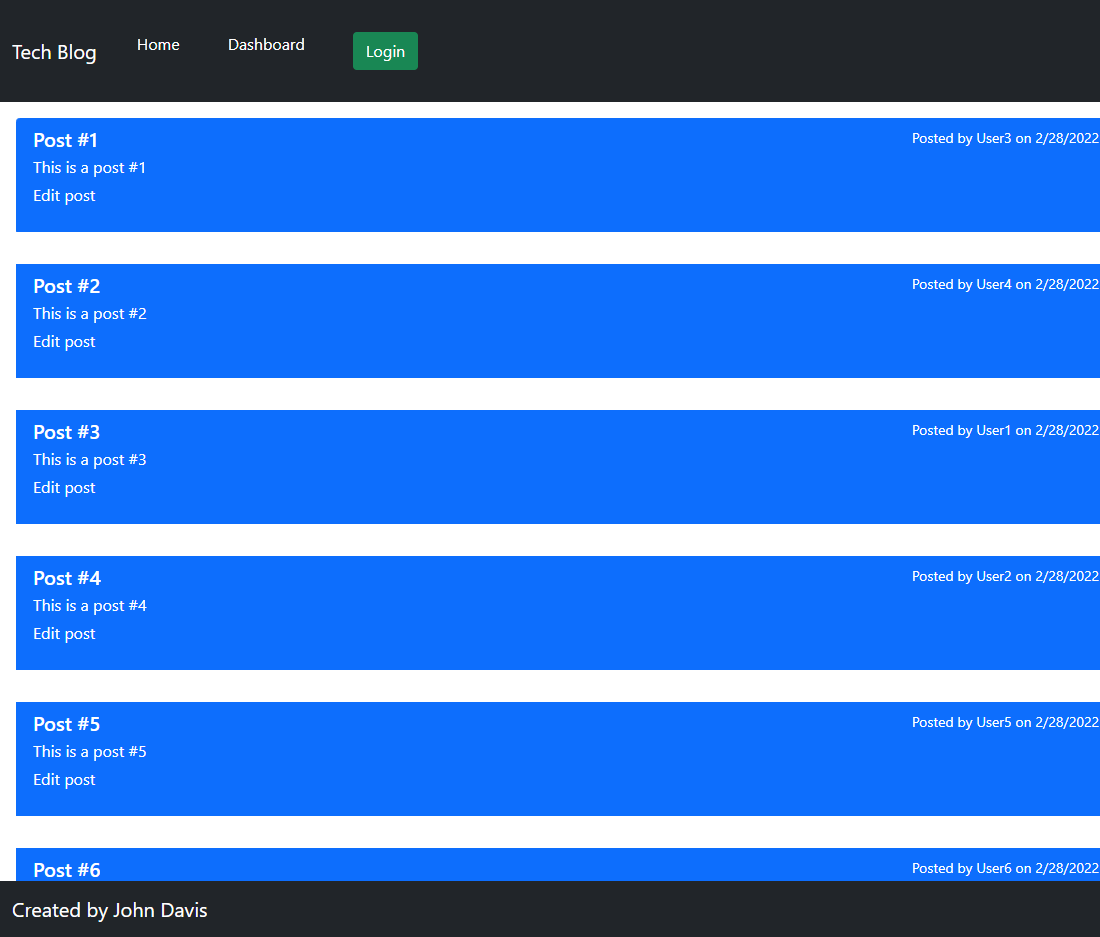 Tech Blog Home Dashboard Login
Post #1 Posted by User3 on 2/28/2022
This is a post #1
Edit post
Post #2 Posted by User4 on 2/28/2022
This is a post #2
Edit post
Post #3 Posted by User1 on 2/28/2022
This is a post #3
Edit post
Post #4 Posted by User2 on 2/28/2022
This is a post #4
Edit post
Post #5 Posted by User5 on 2/28/2022
This is a post #5
Edit post
Post #6 Posted by User6 on 2/28/2022
Created by John Davis